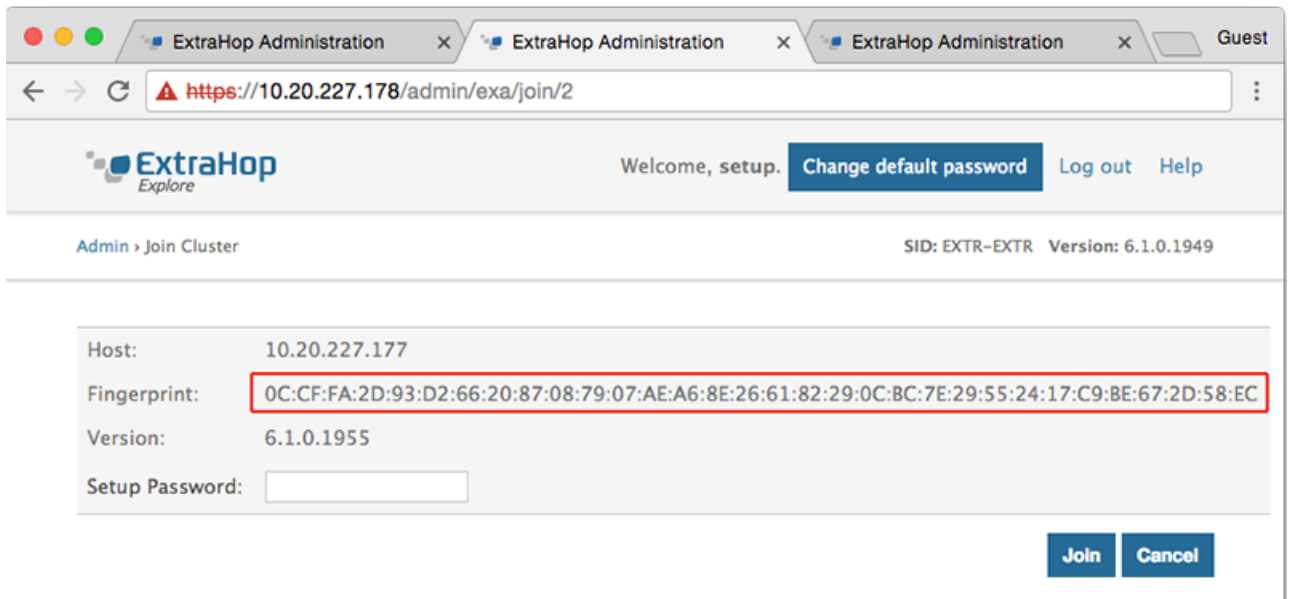 ExtraHop Administration ExtraHop Administration ExtraHop Administration Guest
https://10.20.227.178/admin/exa/join/2
ExtraHop
Explore
Welcome, setup. Change default password Log out Help
Admin › Join Cluster SID: EXTR-EXTR Version: 6.1.0.1949
Host: 10.20.227.177
Fingerprint: 0C:CF:FA:2D:93:D2:66:20:87:08:79:07:AE:A6:8E:26:61:82:29:0C:BC:7E:29:55:24:17:C9:BE:67:2D:58:EC
Version: 6.1.0.1955
Setup Password:
Join Cancel